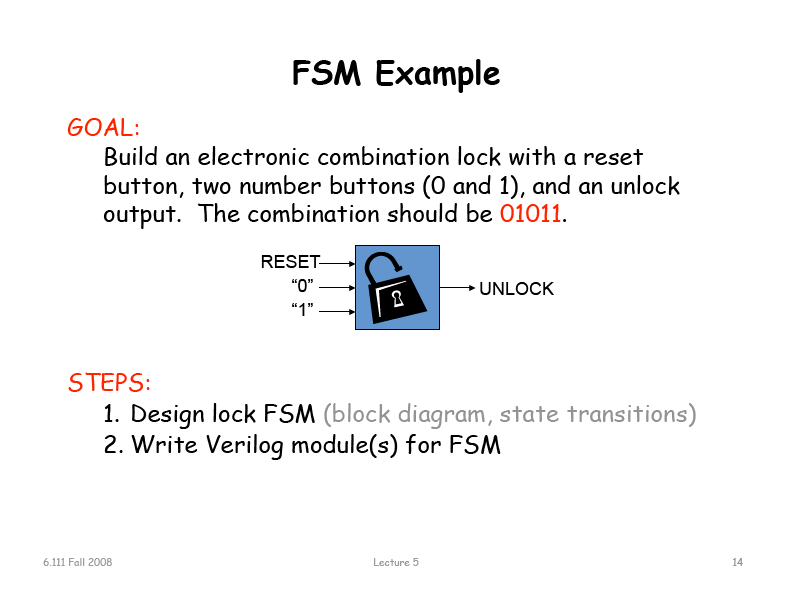 FSM Example
GOAL:
Build an electronic combination lock with a reset
button, two number buttons (0 and 1), and an unlock
output.  The combination should be 01011.
RESET
“0”
“1”
UNLOCK
STEPS:
1. Design lock FSM (block diagram, state transitions)
2. Write Verilog module(s) for FSM
6.111 Fall 2008
Lecture 5
14